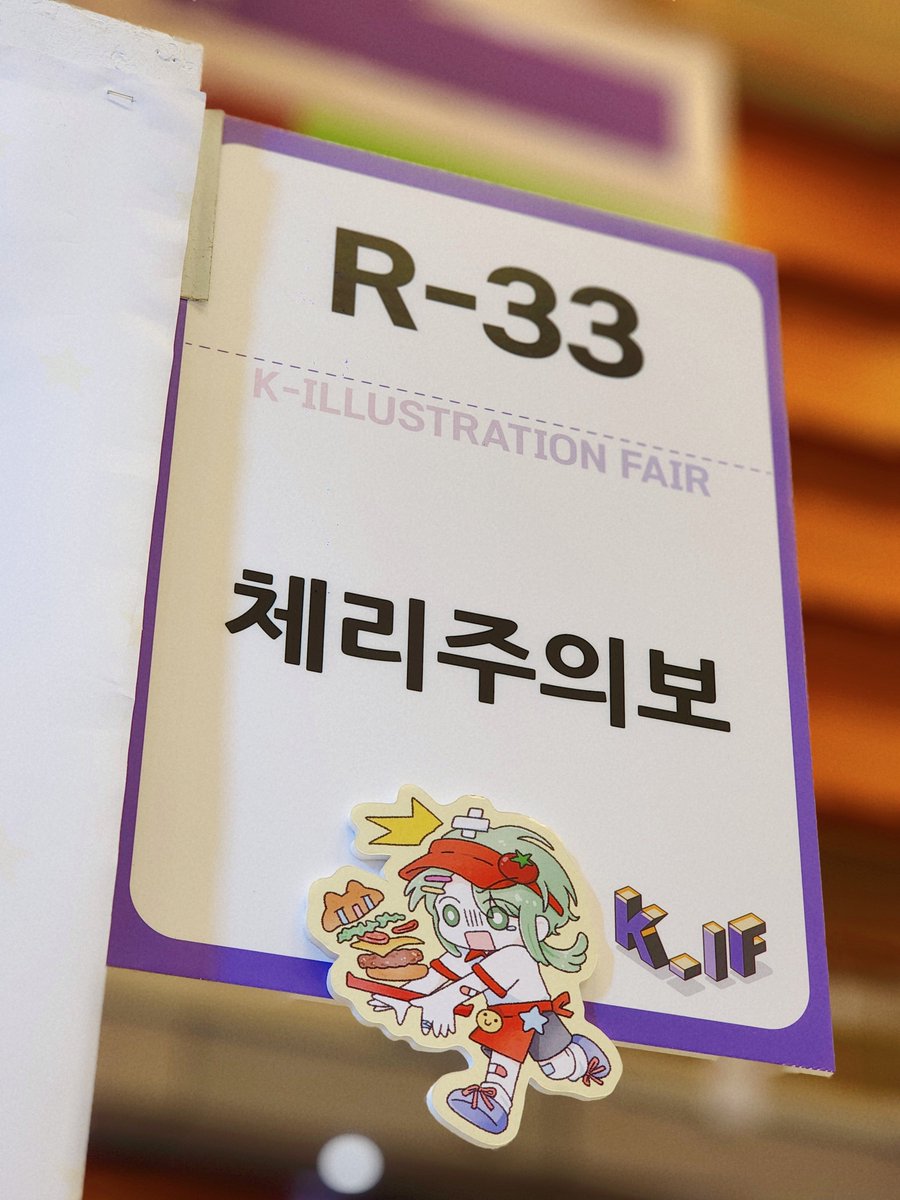 R-33
K-ILLUSTRATION FAIR
체리주의보
K_IF